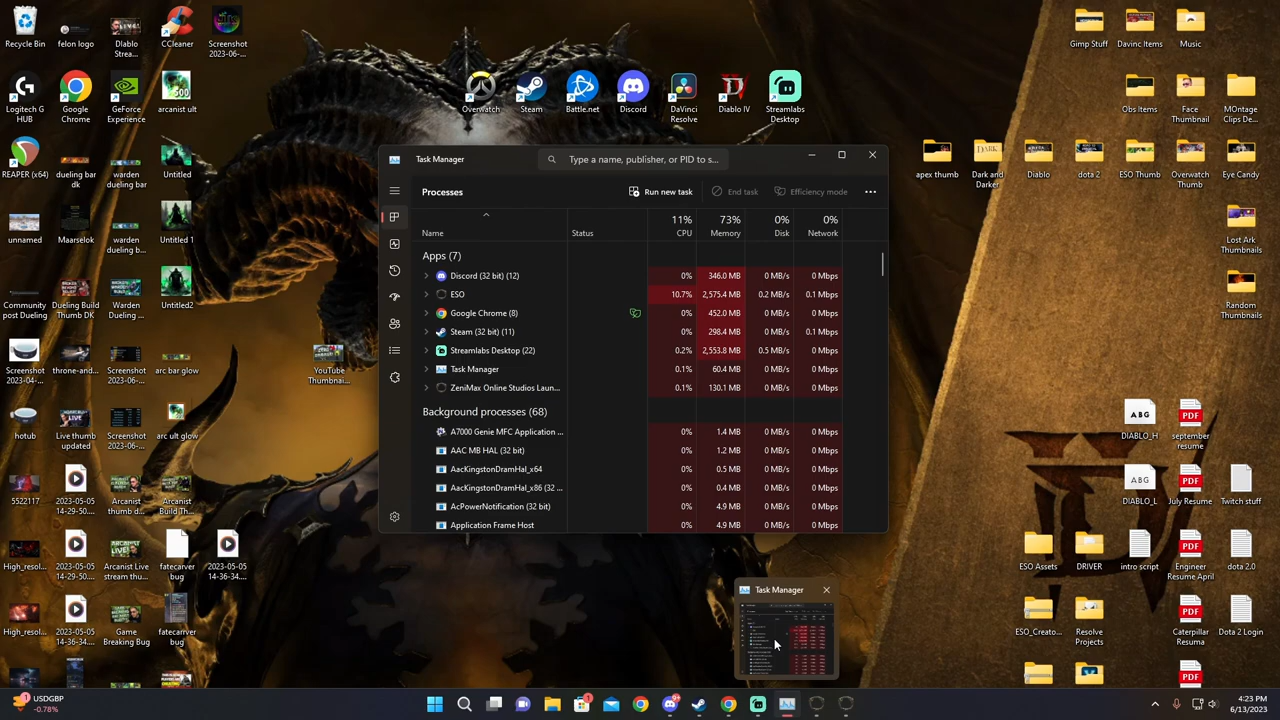 Recycle Bin
felon logo
DIablo
Strea...
CCleaner
Screenshot
2023-06-...
Gimp Stuff
Davinc Items
Music
Logitech G
HUB
Google
Chrome
GeForce
Experience
arcanist ult
Overwatch
Steam
Battle.net
Discord
DaVinci
Resolve
Diablo IV
Streamlabs
Desktop
Obs Items
Face
Thumbnail
MOntage
Clips De...
REAPER (x64)
dueling bar
dk
warden
dueling bar
Untitled
apex thumb
Dark and
Darker
Diablo
dota 2
ESO Thumb
Overwatch
Thumb
Eye Candy
unnamed
Maarselok
warden
dueling b...
Untitled 1
Lost Ark
Thumbnails
Community
post Dueling
Dueling Build
Thumb DK
Warden
Dueling ...
Untitled2
Random
Thumbnails
Screenshot
2023-04-...
throne-and...
Screenshot
2023-06-...
arc bar glow
YouTube
Thumbnai...
hotub
Live thumb
updated
Screenshot
2023-06-...
arc ult glow
ABG
DIABLO_H
PDF
september
resume
5522117
2023-05-05
14-29-50...
Arcanist
thumb d...
Arcanist
Build Th...
ABG
DIABLO_L
PDF
July Resume
Twitch stuff
High_resol...
2023-05-05
14-29-50...
Arcanist Live
stream thu...
fatecarver
bug
2023-05-05
14-36-34...
ESO Assets
DRIVER
intro script
PDF
Engineer
Resume April
dota 2.0
High_resol...
2023-05-05
14-36-34...
Game
Breaking Bug
fatecarrver
bug
ESO_Creato...
Resolve
Projects
PDF
Caterpillar
Resuma
Dota 2 Login
PDF
Task Manager
Type a name, publisher, or PID to s...
Processes
Run new task
End task
Efficiency mode
11% 73% 0% 0%
Name Status CPU Memory Disk Network
Apps (7)
Discord (32 bit) (12) 0% 346.0 MB 0 MB/s 0 Mbps
ESO 10.7% 2,575.4 MB 0.2 MB/s 0.1 Mbps
Google Chrome (8) 0% 452.0 MB 0 MB/s 0 Mbps
Steam (32 bit) (11) 0% 298.4 MB 0 MB/s 0.1 Mbps
Streamlabs Desktop (22) 0.2% 2,553.8 MB 0.5 MB/s 0 Mbps
Task Manager 0.1% 60.4 MB 0 MB/s 0 Mbps
ZeniMax Online Studios Laun... 0.1% 130.1 MB 0 MB/s 0 Mbps
Background processes (68)
0% 1.4 MB 0 MB/s 0 Mbps
AAC MB HAL (32 bit) 0% 1.2 MB 0 MB/s 0 Mbps
AacKingstonDramHal_x64 0% 0.5 MB 0 MB/s 0 Mbps
AacKingstonDramHal_x86 (32 ... 0% 0.4 MB 0 MB/s 0 Mbps
AcPowerNotification (32 bit) 0% 4.9 MB 0 MB/s 0 Mbps
Application Frame Host 0% 4.9 MB 0 MB/s 0 Mbps
Task Manager
USDGBP
-0.78%
4:23 PM
6/13/2023